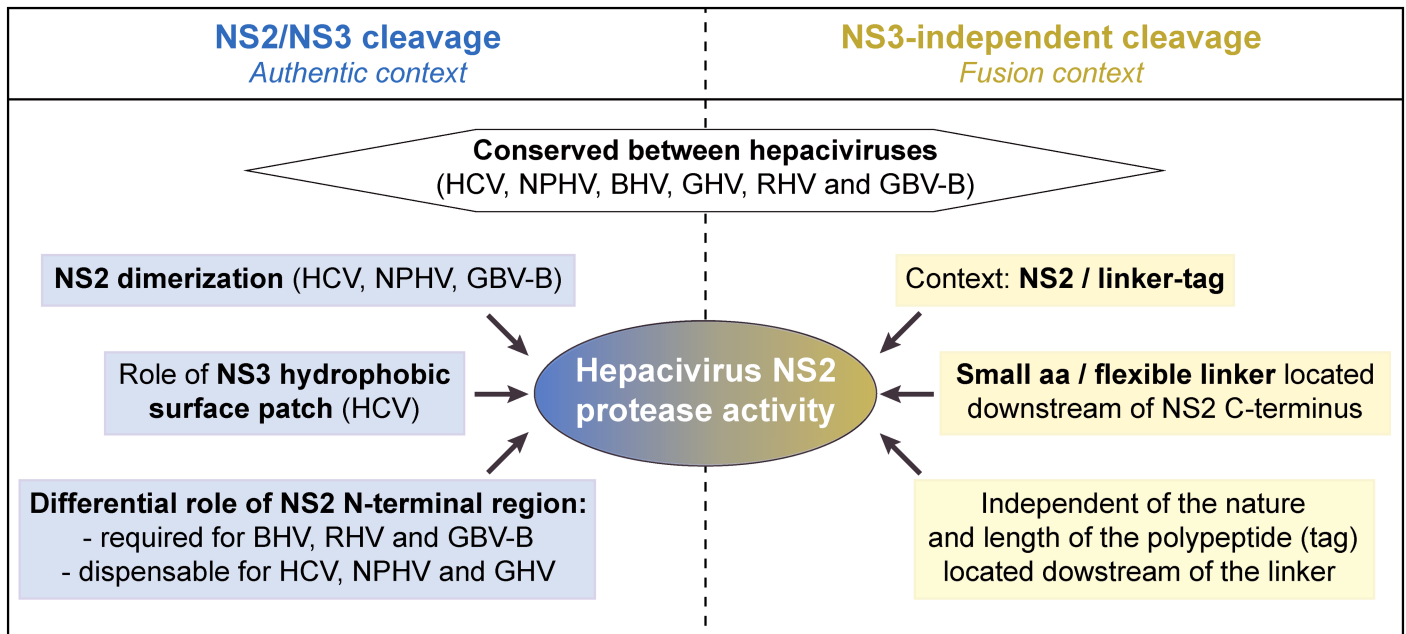 NS2/NS3 cleavage
Authentic context
NS3-independent cleavage
Fusion context
Conserved between hepaciviruses
(HCV, NPHV, BHV, GHV, RHV and GBV-B)
NS2 dimerization (HCV, NPHV, GBV-B)
Role of NS3 hydrophobic
surface patch (HCV)
Differential role of NS2 N-terminal region:
- required for BHV, RHV and GBV-B
- dispensable for HCV, NPHV and GHV
Hepacivirus NS2
protease activity
Context: NS2 / linker-tag
Small aa / flexible linker located
downstream of NS2 C-terminus
Independent of the nature
and length of the polypeptide (tag)
located dowstream of the linker